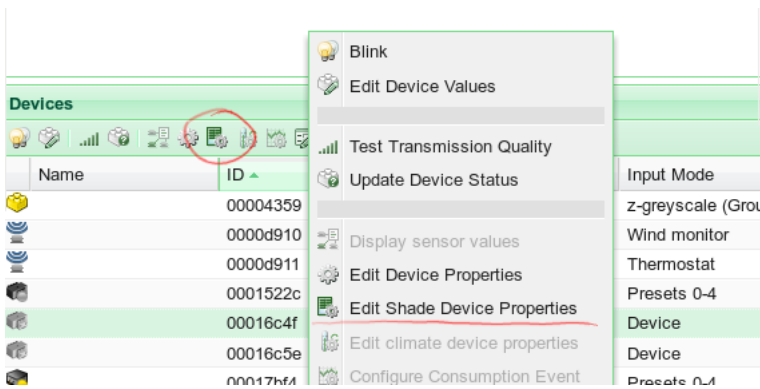 Devices
Name
ID
Input Mode
00004359
z-greyscale (Grou
0000d910
Wind monitor
0000d911
Thermostat
0001522c
Presets 0-4
00016c4f
Device
00016c5e
Device
00017bf4
Presets 0-4
Blink
Edit Device Values
Test Transmission Quality
Update Device Status
Display sensor values
Edit Device Properties
Edit Shade Device Properties
Edit climate device properties
Configure Consumption Event